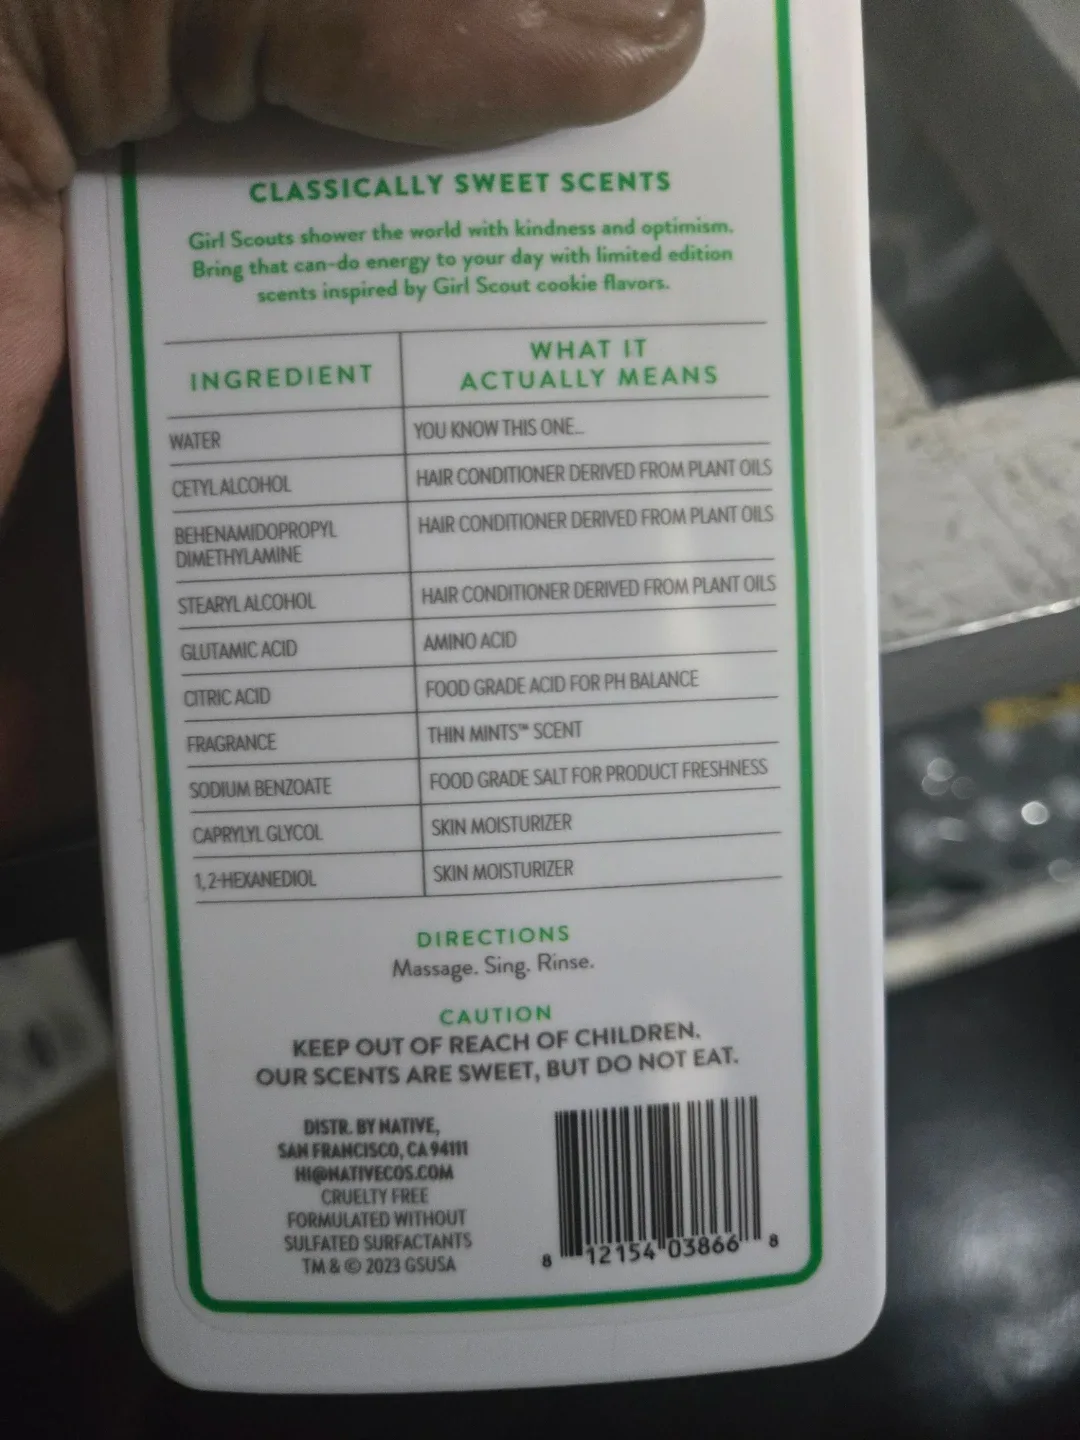 CLASSICALLY SWEET SCENTS
Girl Scouts shower the world with kindness and optimism.
Bring that can-do energy to your day with limited edition
scents inspired by Girl Scout cookie flavors.
INGREDIENT
WHAT IT
ACTUALLY MEANS
WATER
YOU KNOW THIS ONE...
CETYL ALCOHOL
HAIR CONDITIONER DERIVED FROM PLANT OILS
BEHENAMIDOPROPYL
DIMETHYLAMINE
HAIR CONDITIONER DERIVED FROM PLANT OILS
STEARYL ALCOHOL
HAIR CONDITIONER DERIVED FROM PLANT OILS
GLUTAMIC ACID
AMINO ACID
CITRIC ACID
FOOD GRADE ACID FOR PH BALANCE
FRAGRANCE
THIN MINTS™ SCENT
SODIUM BENZOATE
FOOD GRADE SALT FOR PRODUCT FRESHNESS
CAPRYLYL GLYCOL
SKIN MOISTURIZER
1,2-HEXANEDIOL
SKIN MOISTURIZER
DIRECTIONS
Massage. Sing. Rinse.
CAUTION
KEEP OUT OF REACH OF CHILDREN.
OUR SCENTS ARE SWEET, BUT DO NOT EAT.
DISTR. BY NATIVE,
SAN FRANCISCO, CA 94111
HI@NATIVECOS.COM
CRUELTY FREE
FORMULATED WITHOUT
SULFATED SURFACTANTS
TM & © 2023 GSUSA
8 12154 03866 8